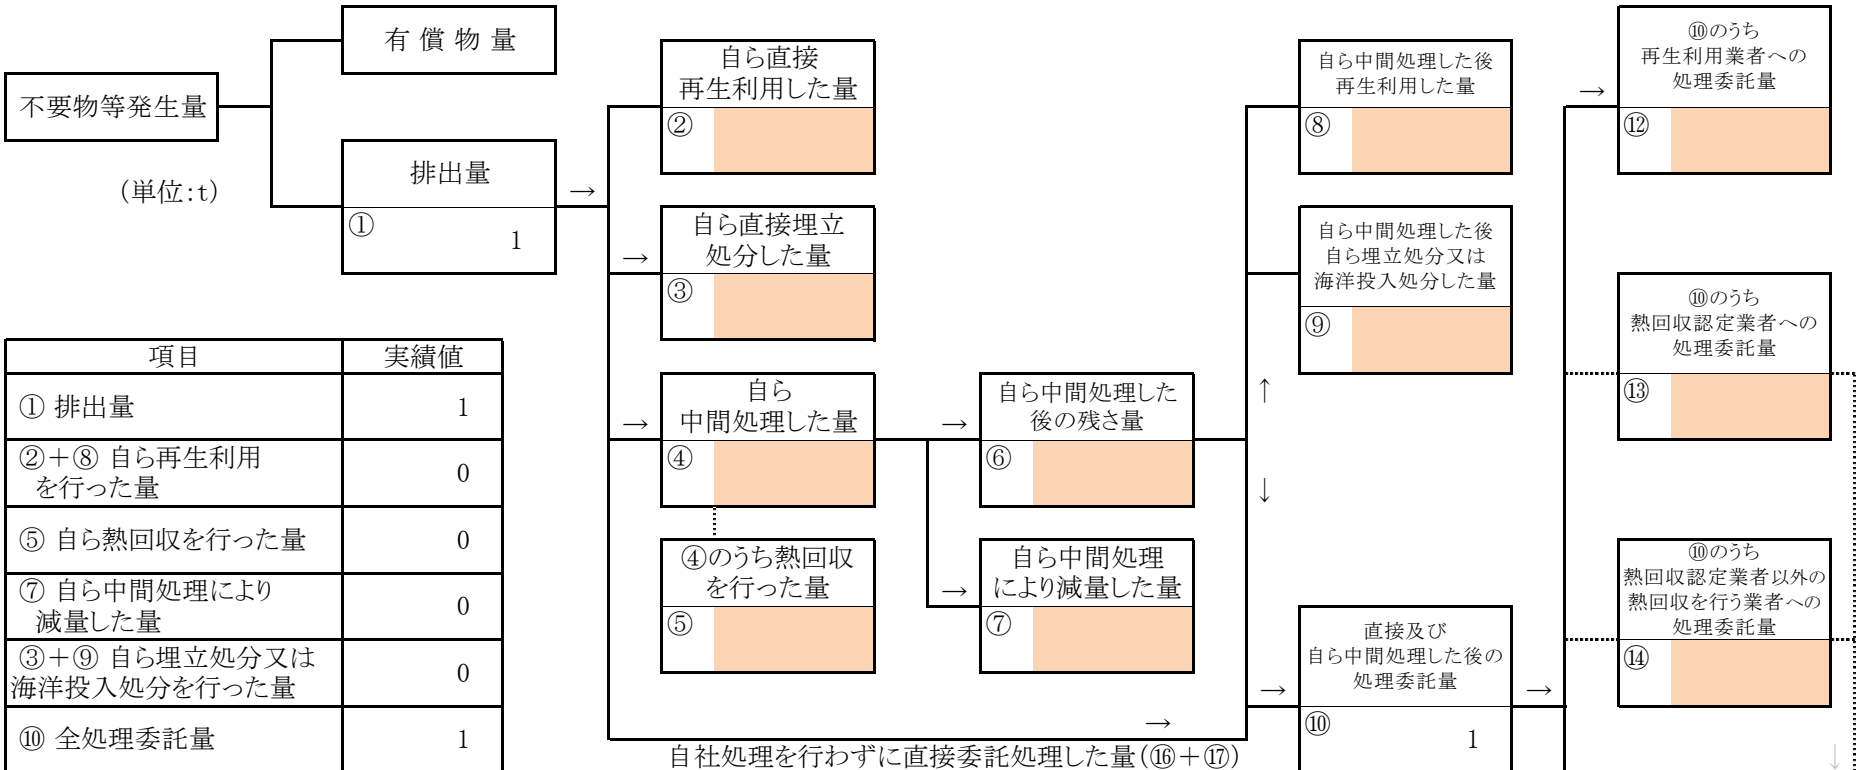 不要物等発生量
(単位:t)
有償物量
排出量
①
1
→
自ら直接
再生利用した量
②
→
自ら直接埋立
処分した量
③
→
自ら
中間処理した量
④
④のうち熱回収
を行った量
⑤
→
自ら中間処理した
後の残さ量
⑥
→
自ら中間処理
により減量した量
⑦
↑
↓
自ら中間処理した後
再生利用した量
⑧
自ら中間処理した後
自ら埋立処分又は
海洋投入処分した量
⑨
→
直接及び
自ら中間処理した後の
処理委託量
⑩
1
→
→
⑩のうち
再生利用業者への
処理委託量
⑫
⑩のうち
熱回収認定業者への
処理委託量
⑬
⑩のうち
熱回収認定業者以外の
熱回収を行う業者への
処理委託量
⑭
↓
→
自社処理を行わずに直接委託処理した量(⑯+⑰)
項目 実績値
① 排出量 1
②+⑧ 自ら再生利用
を行った量 0
⑤ 自ら熱回収を行った量 0
⑦ 自ら中間処理により
減量した量 0
③+⑨ 自ら埋立処分又は
海洋投入処分を行った量 0
⑩ 全処理委託量 1